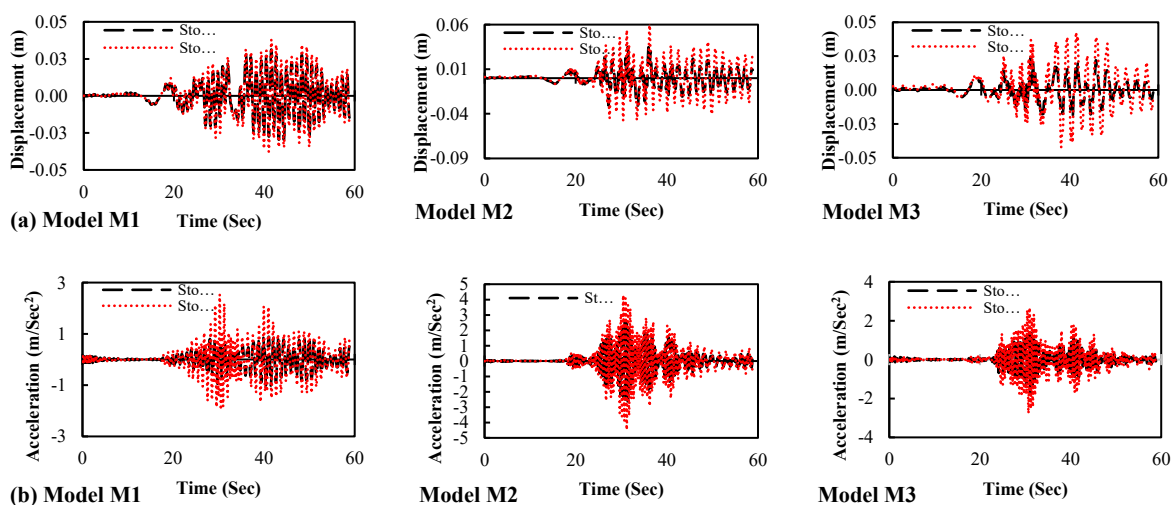 0.05
0.03
0.00
-0.03
-0.05
Displacement (m)
Sto…
Sto…
0 20 40 60
Time (Sec)
(a) Model M1
0.06
0.01
-0.04
-0.09
Displacement (m)
Sto…
Sto…
0 20 40 60
Time (Sec)
Model M2
0.05
0.03
0.00
-0.03
-0.05
Displacement (m)
Sto…
Sto…
0 20 40 60
Time (Sec)
Model M3
3
1
-1
-3
Acceleration (m/Sec²)
Sto…
Sto…
0 20 40 60
Time (Sec)
(b) Model M1
5
4
3
2
1
0
-1
-2
-3
-4
-5
Acceleration (m/Sec²)
St…
0 20 40 60
Time (Sec)
Model M2
4
2
0
-2
-4
Acceleration (m/Sec²)
Sto…
Sto…
0 20 40 60
Time (Sec)
Model M3